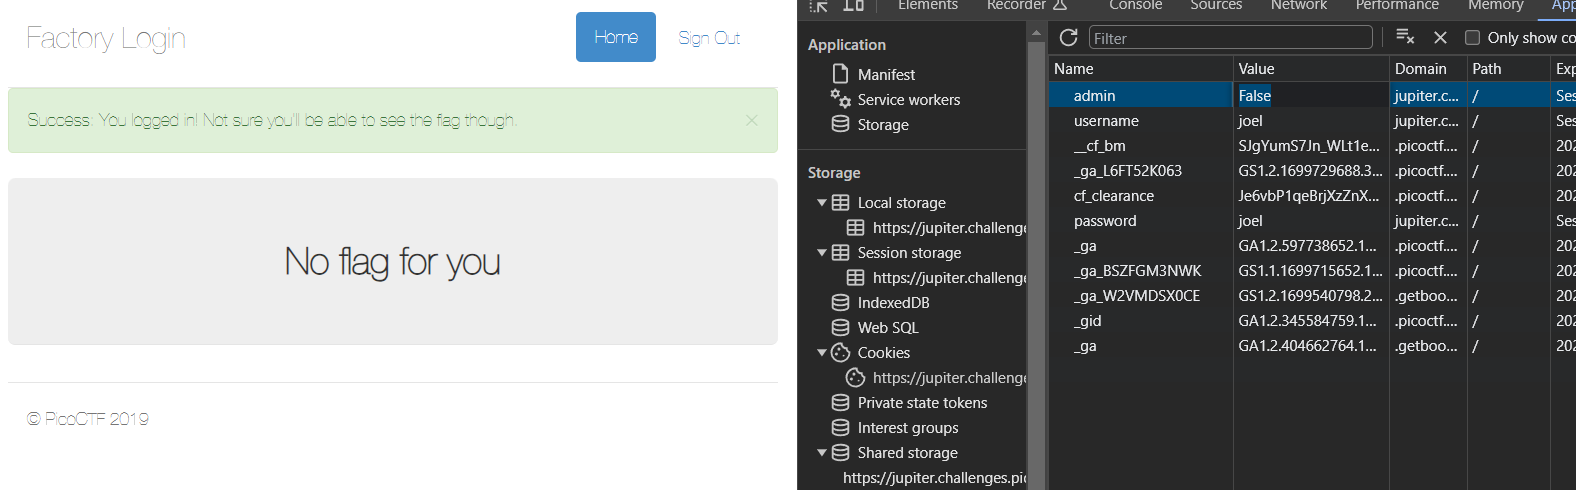 Factory Login
Home
Sign Out
Success: You logged in! Not sure you'll be able to see the flag though.
×
No flag for you
© PicoCTF 2019
Elements
Recorder
Console
Sources
Network
Performance
Memory
App
Application
Manifest
Service workers
Storage
Storage
Local storage
https://jupiter.challenge
Session storage
https://jupiter.challenge
IndexedDB
Web SQL
Cookies
https://jupiter.challenge
Private state tokens
Interest groups
Shared storage
https://jupiter.challenges.pi
Filter
Only show co
Name Value Domain Path Exp
admin False jupiter.c... / Ses
username joel jupiter.c... / Ses
__cf_bm SJgYumS7Jn_WLt1e... .picoctf.... / 202
_ga_L6FT52K063 GS1.2.1699729688.3... .picoctf.... / 202
cf_clearance Je6vbP1qeBrjXzZnX... .picoctf.... / 202
password joel jupiter.c... / Ses
_ga GA1.2.597738652.1... .picoctf.... / 202
_ga_BSZFGM3NWK GS1.1.1699715652.1... .picoctf.... / 202
_ga_W2VMDSX0CE GS1.2.1699540798.2... .getboo... / 202
_gid GA1.2.345584759.1... .picoctf.... / 202
_ga GA1.2.404662764.1... .getboo... / 202